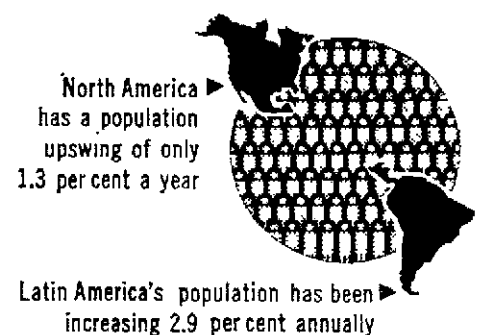 North America ►
has a population
upswing of only
1.3 per cent a year
Latin America's population has been ►
increasing 2.9 per cent annually